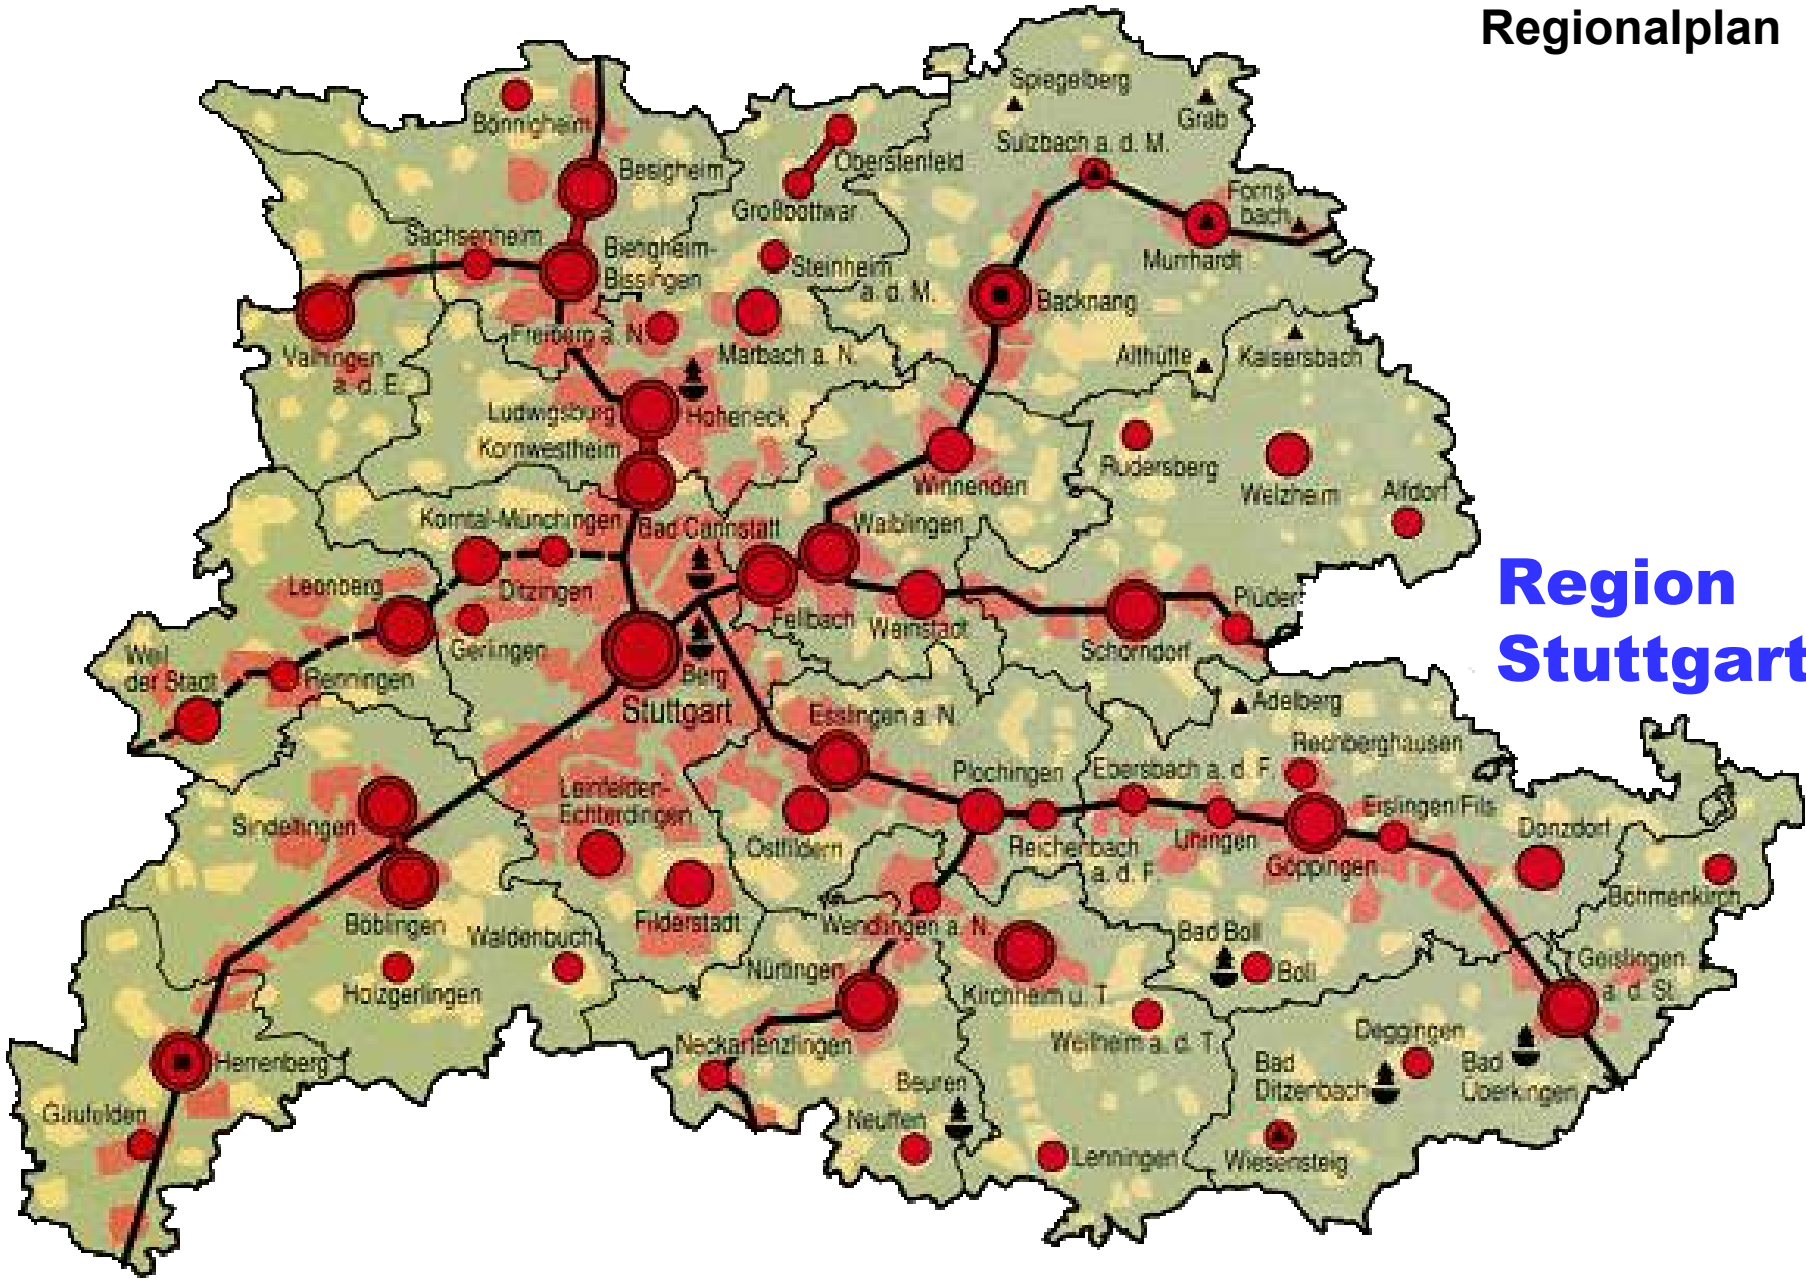 Regionalplan
Spiegelberg
Grab
Bönnigheim
Sulzbach a. d. M.
Oberstenfeld
Besigheim
Forns-
bach
Großbottwar
Sachsenheim
Bietigheim-
Bissingen
Steinheim
a. d. M.
Murrhardt
Backnang
Freiberg a. N.
Vaihingen
a. d. E.
Marbach a. N.
Althütte
Kaisersbach
Ludwigsburg
Hoheneck
Kornwestheim
Rudersberg
Winnenden
Welzheim
Alfdorf
Korntal-Münchingen
Bad Cannstatt
Waiblingen
Leonberg
Ditzingen
Region
Stuttgart
Plüder
Fellbach
Weinstadt
Gerlingen
Schorndorf
Weil
der Stadt
Renningen
Berg
Stuttgart
Adelberg
Esslingen a. N.
Rechberghausen
Plochingen
Ebersbach a. d. F.
Leinfelden-
Echterdingen
Eislingen/Fils
Sindelfingen
Donzdorf
Ostfildern
Reichenbach
a. d. F.
Uhingen
Göppingen
Böhmenkirch
Böblingen
Waldenbuch
Filderstadt
Wendlingen a. N.
Bad Boll
Boll
Geislingen
a. d. St.
Nürtingen
Holzgerlingen
Kirchheim u. T.
Weilheim a. d. T.
Deggingen
Neckartenzlingen
Herrenberg
Bad
Ditzenbach
Bad
Überkingen
Beuren
Gäufelden
Neuffen
Lenningen
Wiesensteig